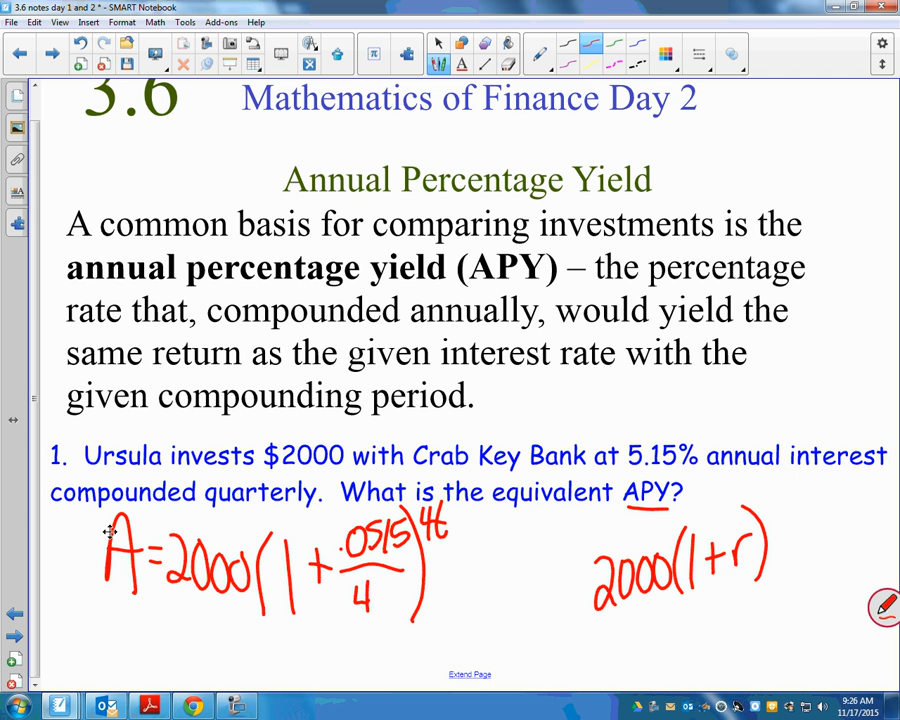 3.6 notes day 1 and 2 * - SMART Notebook
File Edit View Insert Format Math Tools Add-ons Help
3.6 Mathematics of Finance Day 2
Annual Percentage Yield
A common basis for comparing investments is the
annual percentage yield (APY) – the percentage
rate that, compounded annually, would yield the
same return as the given interest rate with the
given compounding period.
1. Ursula invests $2000 with Crab Key Bank at 5.15% annual interest
compounded quarterly. What is the equivalent APY?
A = 2000(1 + .0515/4)^4t 2000(1 + r)
Extend Page
9:26 AM
11/17/2015